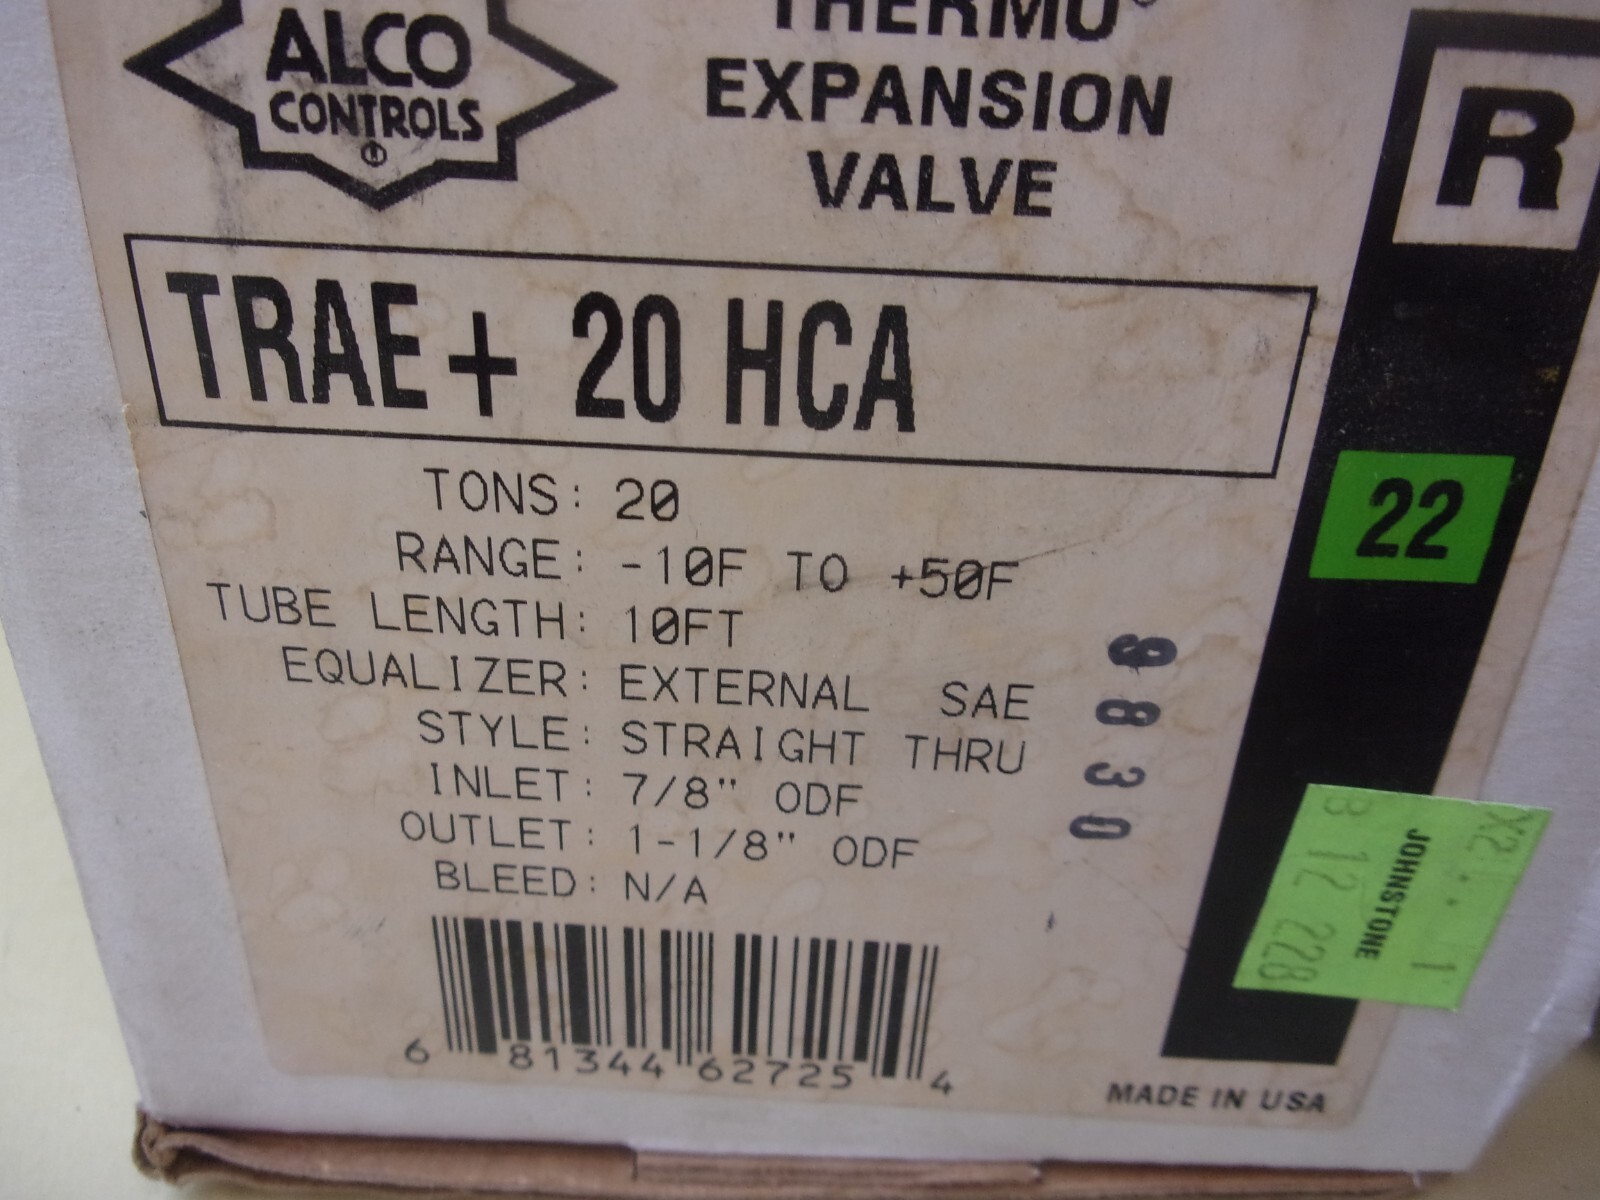 ALCO
CONTROLS
®
THERMO®
EXPANSION
VALVE
R
TRAE+ 20 HCA
22
TONS: 20
RANGE: -10F TO +50F
TUBE LENGTH: 10FT
EQUALIZER: EXTERNAL SAE
STYLE: STRAIGHT THRU
INLET: 7/8" ODF
OUTLET: 1-1/8" ODF
BLEED: N/A
9830
JOHNSTONE
B 12 228
6 81344 62725 4
MADE IN USA